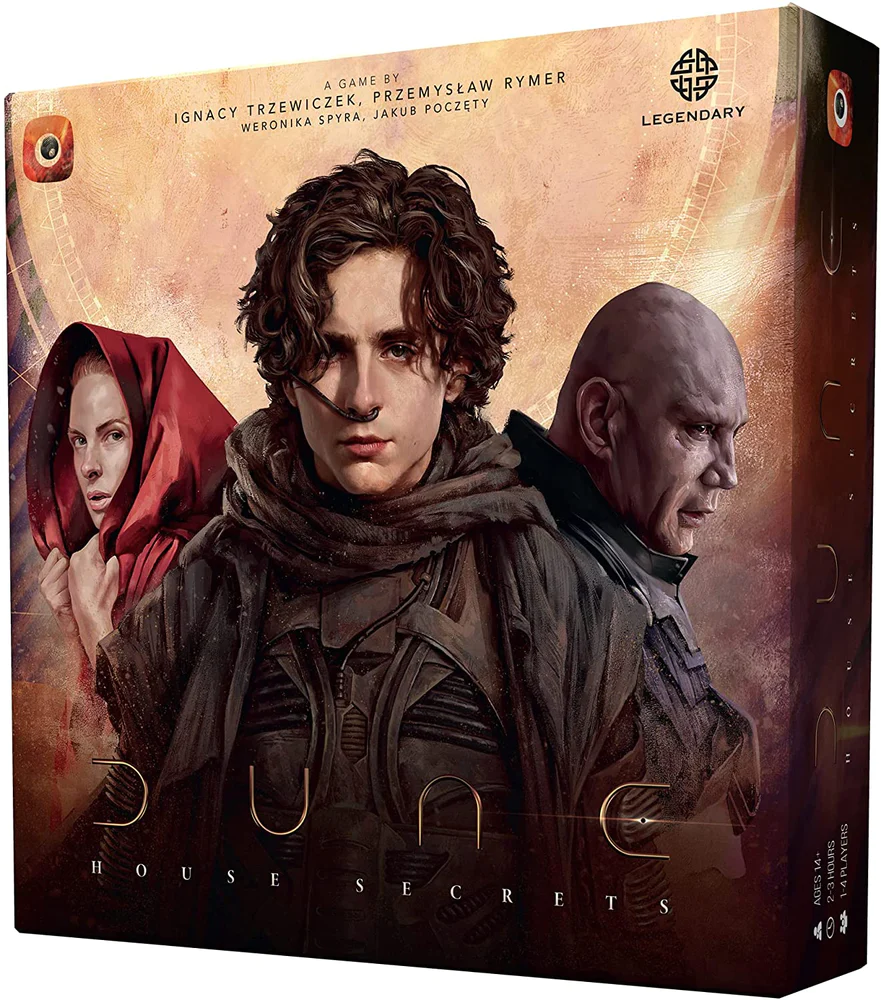 A GAME BY
IGNACY TRZEWICZEK, PRZEMYSŁAW RYMER
WERONIKA SPYRA, JAKUB POCZĘTY
LEGENDARY
DUNE
HOUSE SECRETS
DUNE
HOUSE SECRETS
AGES 14+
2-3 HOURS
1-4 PLAYERS